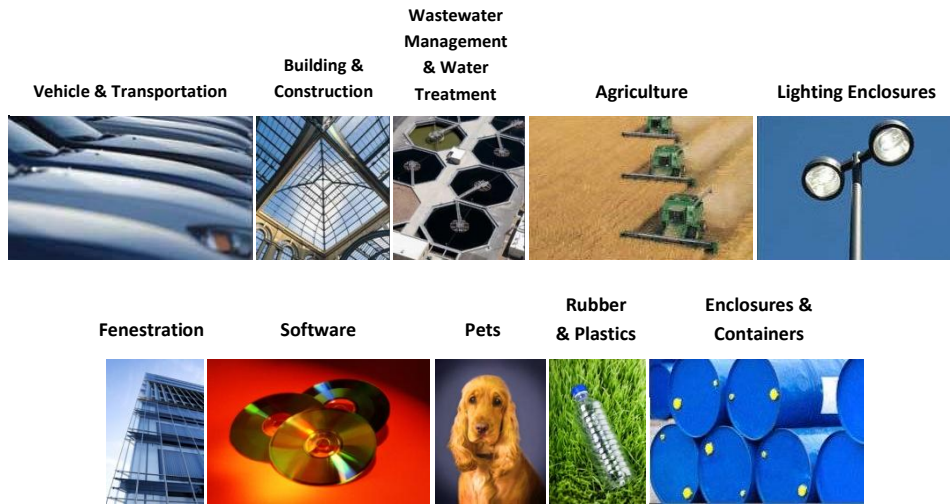 Vehicle & Transportation
Building &
Construction
Wastewater
Management
& Water
Treatment
Agriculture
Lighting Enclosures
Fenestration
Software
Pets
Rubber
& Plastics
Enclosures &
Containers